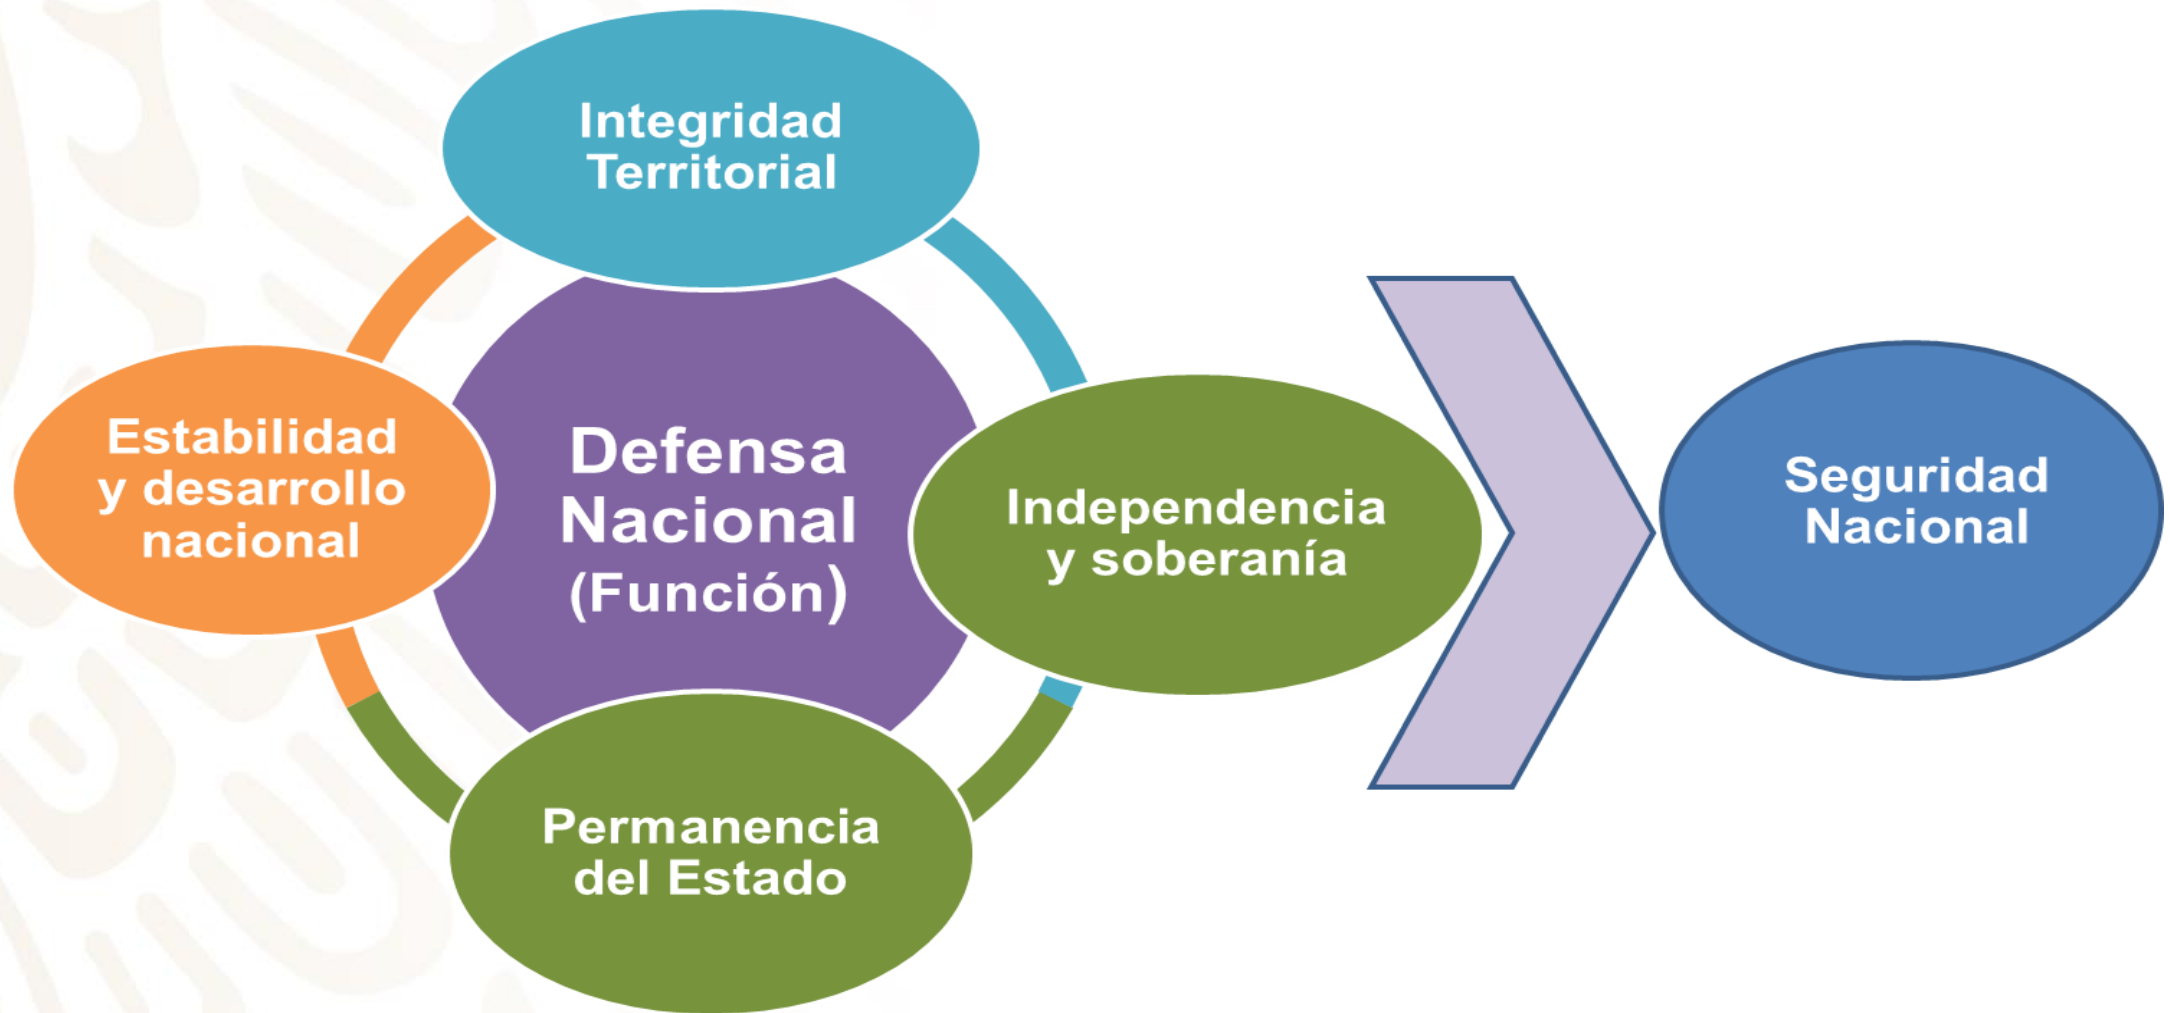 Integridad
Territorial
Estabilidad
y desarrollo
nacional
Defensa
Nacional
(Función)
Independencia
y soberanía
Seguridad
Nacional
Permanencia
del Estado